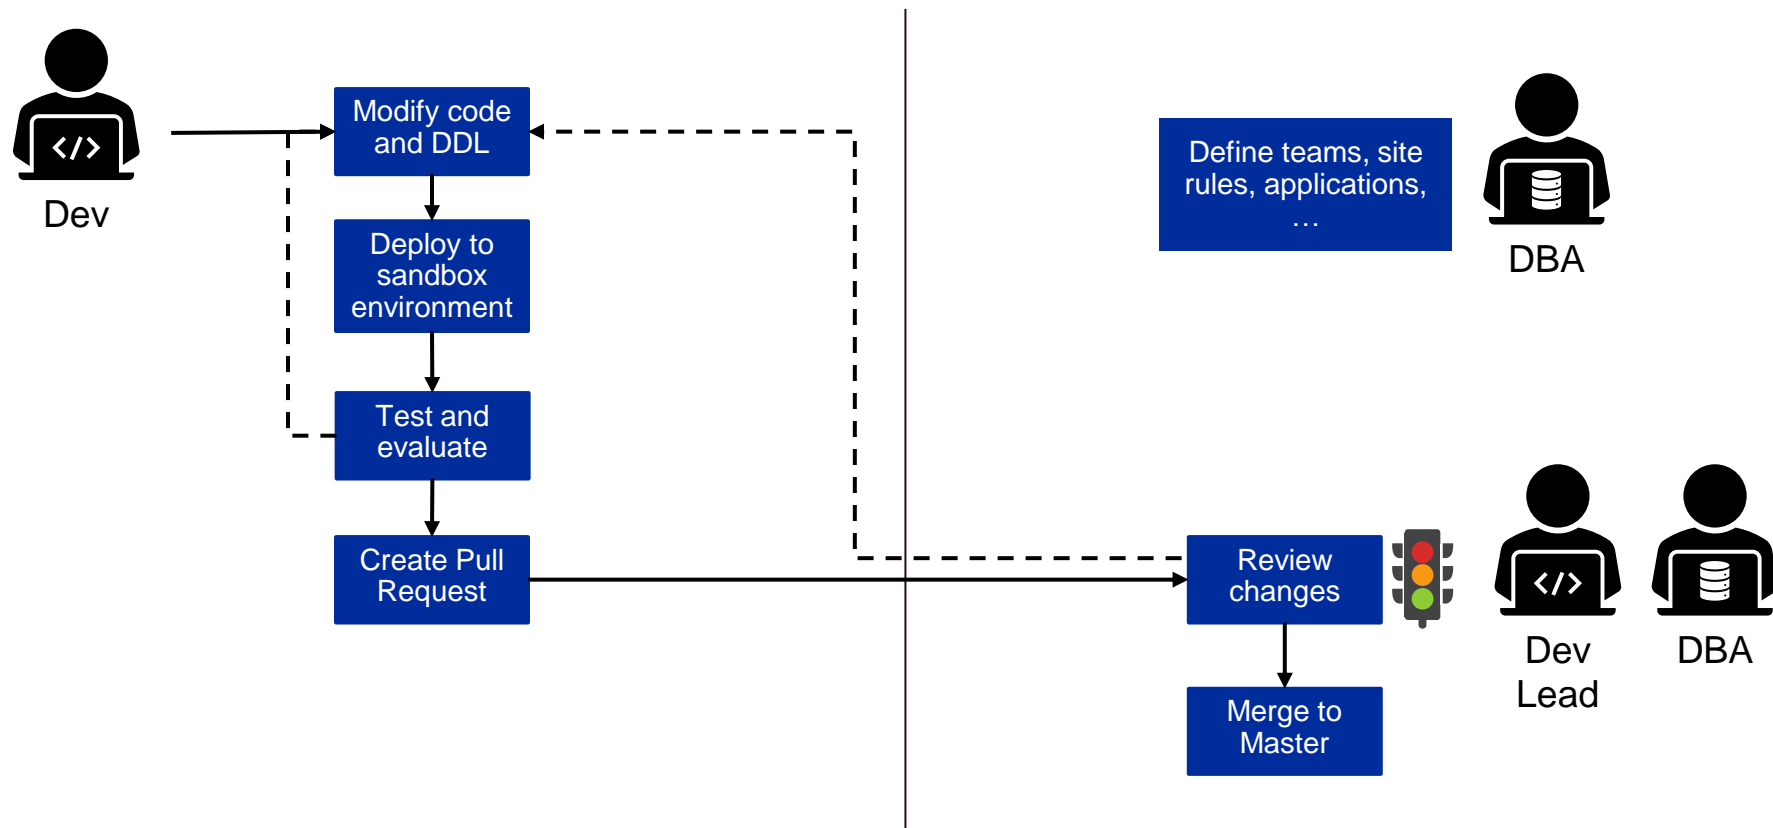 Dev
Modify code
and DDL
Deploy to
sandbox
environment
Test and
evaluate
Create Pull
Request
Define teams, site
rules, applications,
…
DBA
Review
changes
Dev
Lead
DBA
Merge to
Master